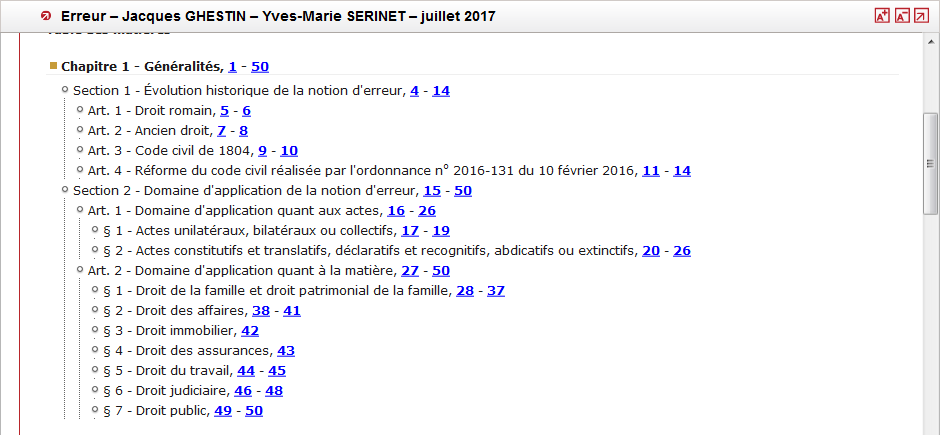 Erreur – Jacques GHESTIN – Yves-Marie SERINET – juillet 2017
Chapitre 1 - Généralités, 1 - 50
Section 1 - Évolution historique de la notion d'erreur, 4 - 14
Art. 1 - Droit romain, 5 - 6
Art. 2 - Ancien droit, 7 - 8
Art. 3 - Code civil de 1804, 9 - 10
Art. 4 - Réforme du code civil réalisée par l'ordonnance n° 2016-131 du 10 février 2016, 11 - 14
Section 2 - Domaine d'application de la notion d'erreur, 15 - 50
Art. 1 - Domaine d'application quant aux actes, 16 - 26
§ 1 - Actes unilatéraux, bilatéraux ou collectifs, 17 - 19
§ 2 - Actes constitutifs et translatifs, déclaratifs et recognitifs, abdicatifs ou extinctifs, 20 - 26
Art. 2 - Domaine d'application quant à la matière, 27 - 50
§ 1 - Droit de la famille et droit patrimonial de la famille, 28 - 37
§ 2 - Droit des affaires, 38 - 41
§ 3 - Droit immobilier, 42
§ 4 - Droit des assurances, 43
§ 5 - Droit du travail, 44 - 45
§ 6 - Droit judiciaire, 46 - 48
§ 7 - Droit public, 49 - 50